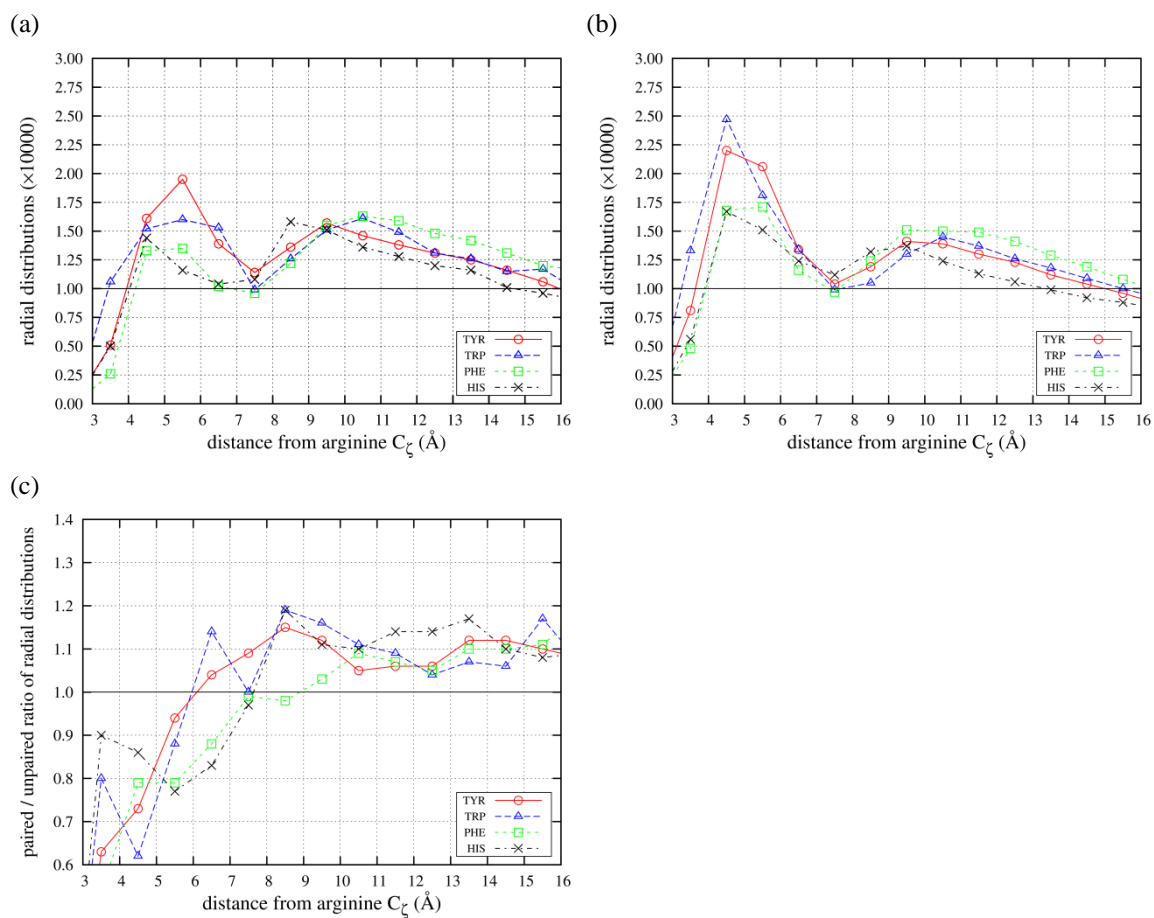 (a)
radial distributions (×10000)
3.00
2.75
2.50
2.25
2.00
1.75
1.50
1.25
1.00
0.75
0.50
0.25
0.00
TYR
TRP
PHE
HIS
3 4 5 6 7 8 9 10 11 12 13 14 15 16
distance from arginine Cζ (Å)
(b)
radial distributions (×10000)
3.00
2.75
2.50
2.25
2.00
1.75
1.50
1.25
1.00
0.75
0.50
0.25
0.00
TYR
TRP
PHE
HIS
3 4 5 6 7 8 9 10 11 12 13 14 15 16
distance from arginine Cζ (Å)
(c)
paired / unpaired ratio of radial distributions
1.4
1.3
1.2
1.1
1.0
0.9
0.8
0.7
0.6
TYR
TRP
PHE
HIS
3 4 5 6 7 8 9 10 11 12 13 14 15 16
distance from arginine Cζ (Å)